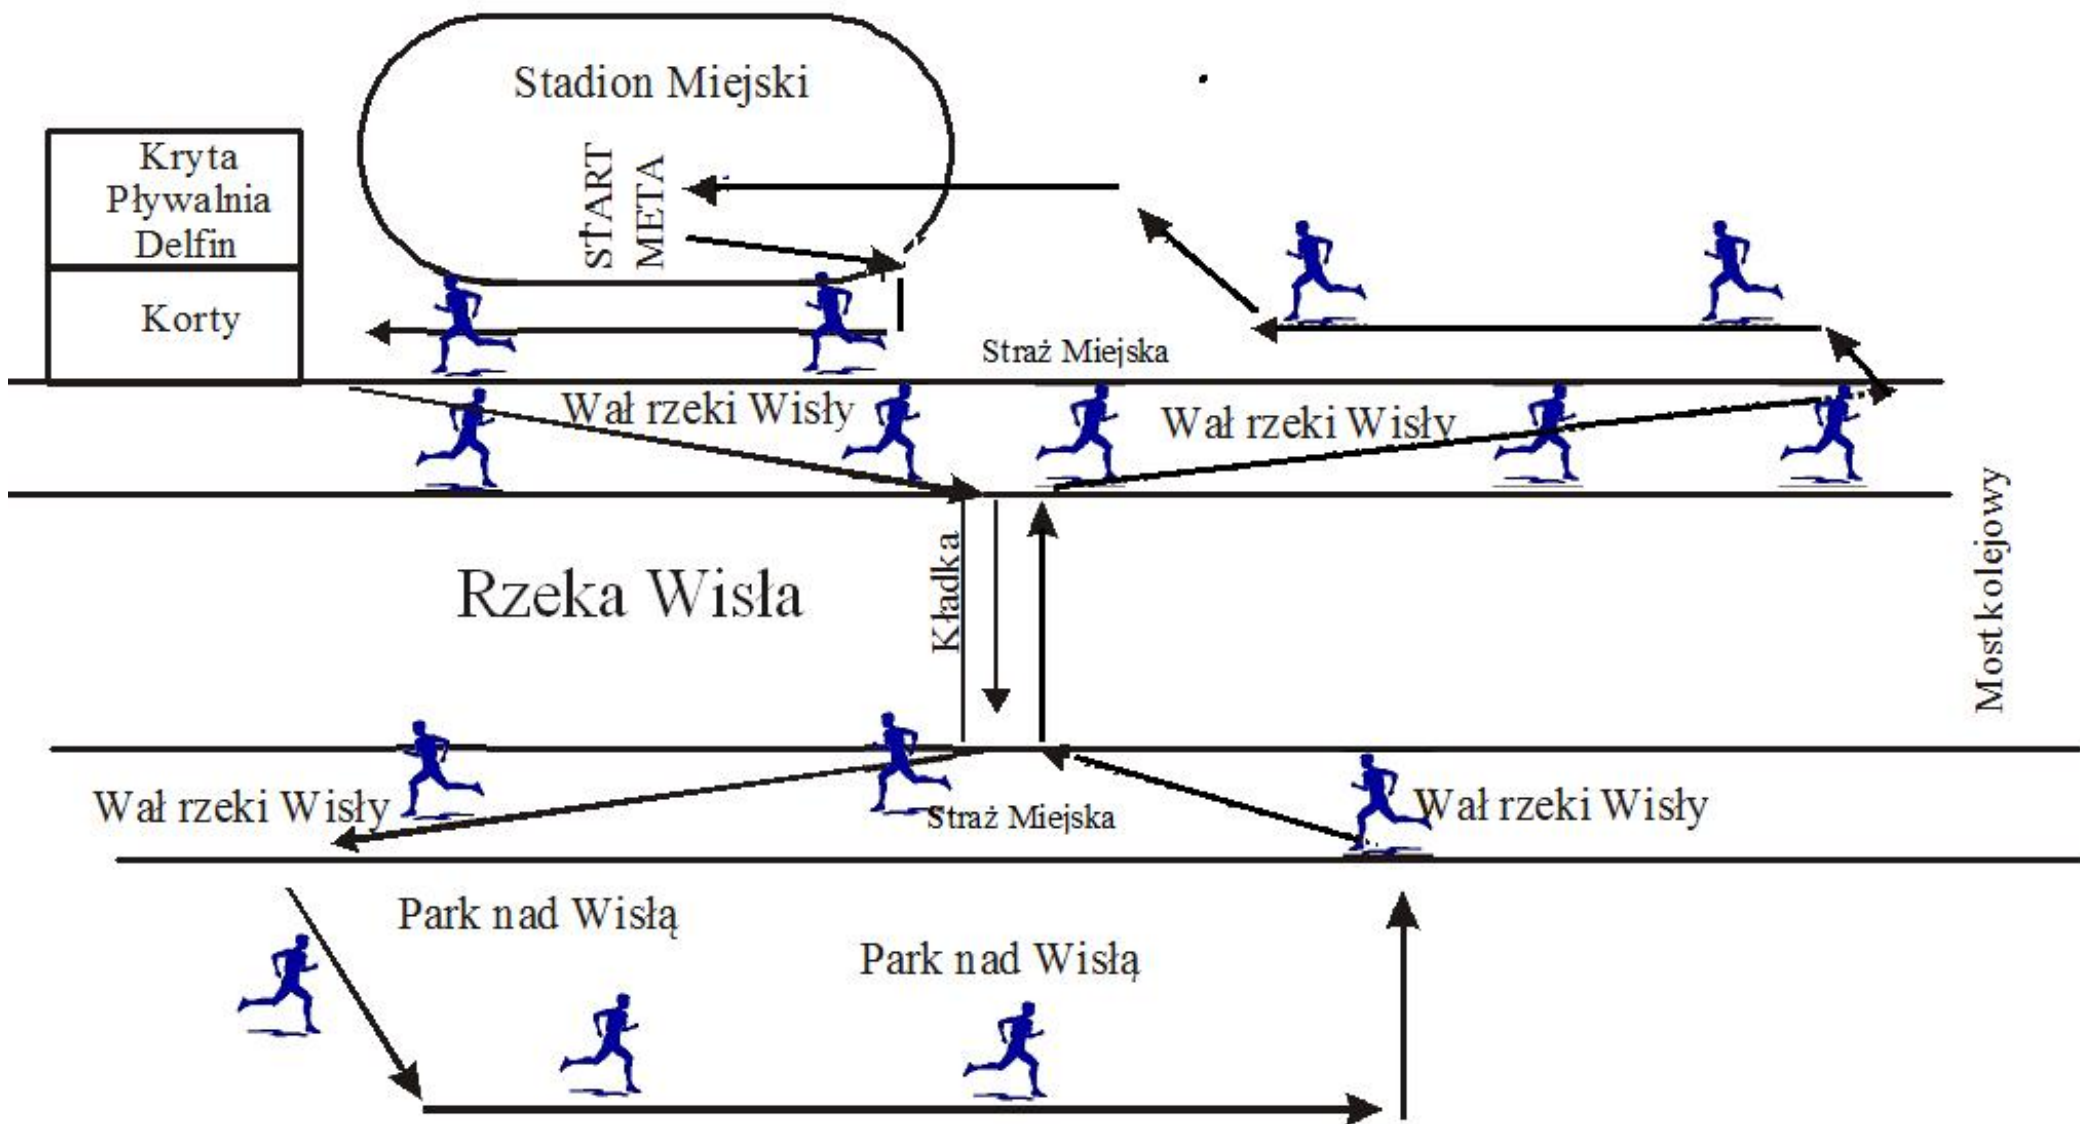 Stadion Miejski
Kryta
Pływalnia
Delfin
Korty
START
META
Straż Miejska
Wał rzeki Wisły
Wał rzeki Wisły
Rzeka Wisła
Kładka
Most kolejowy
Wał rzeki Wisły
Straż Miejska
Wał rzeki Wisły
Park nad Wisłą
Park nad Wisłą